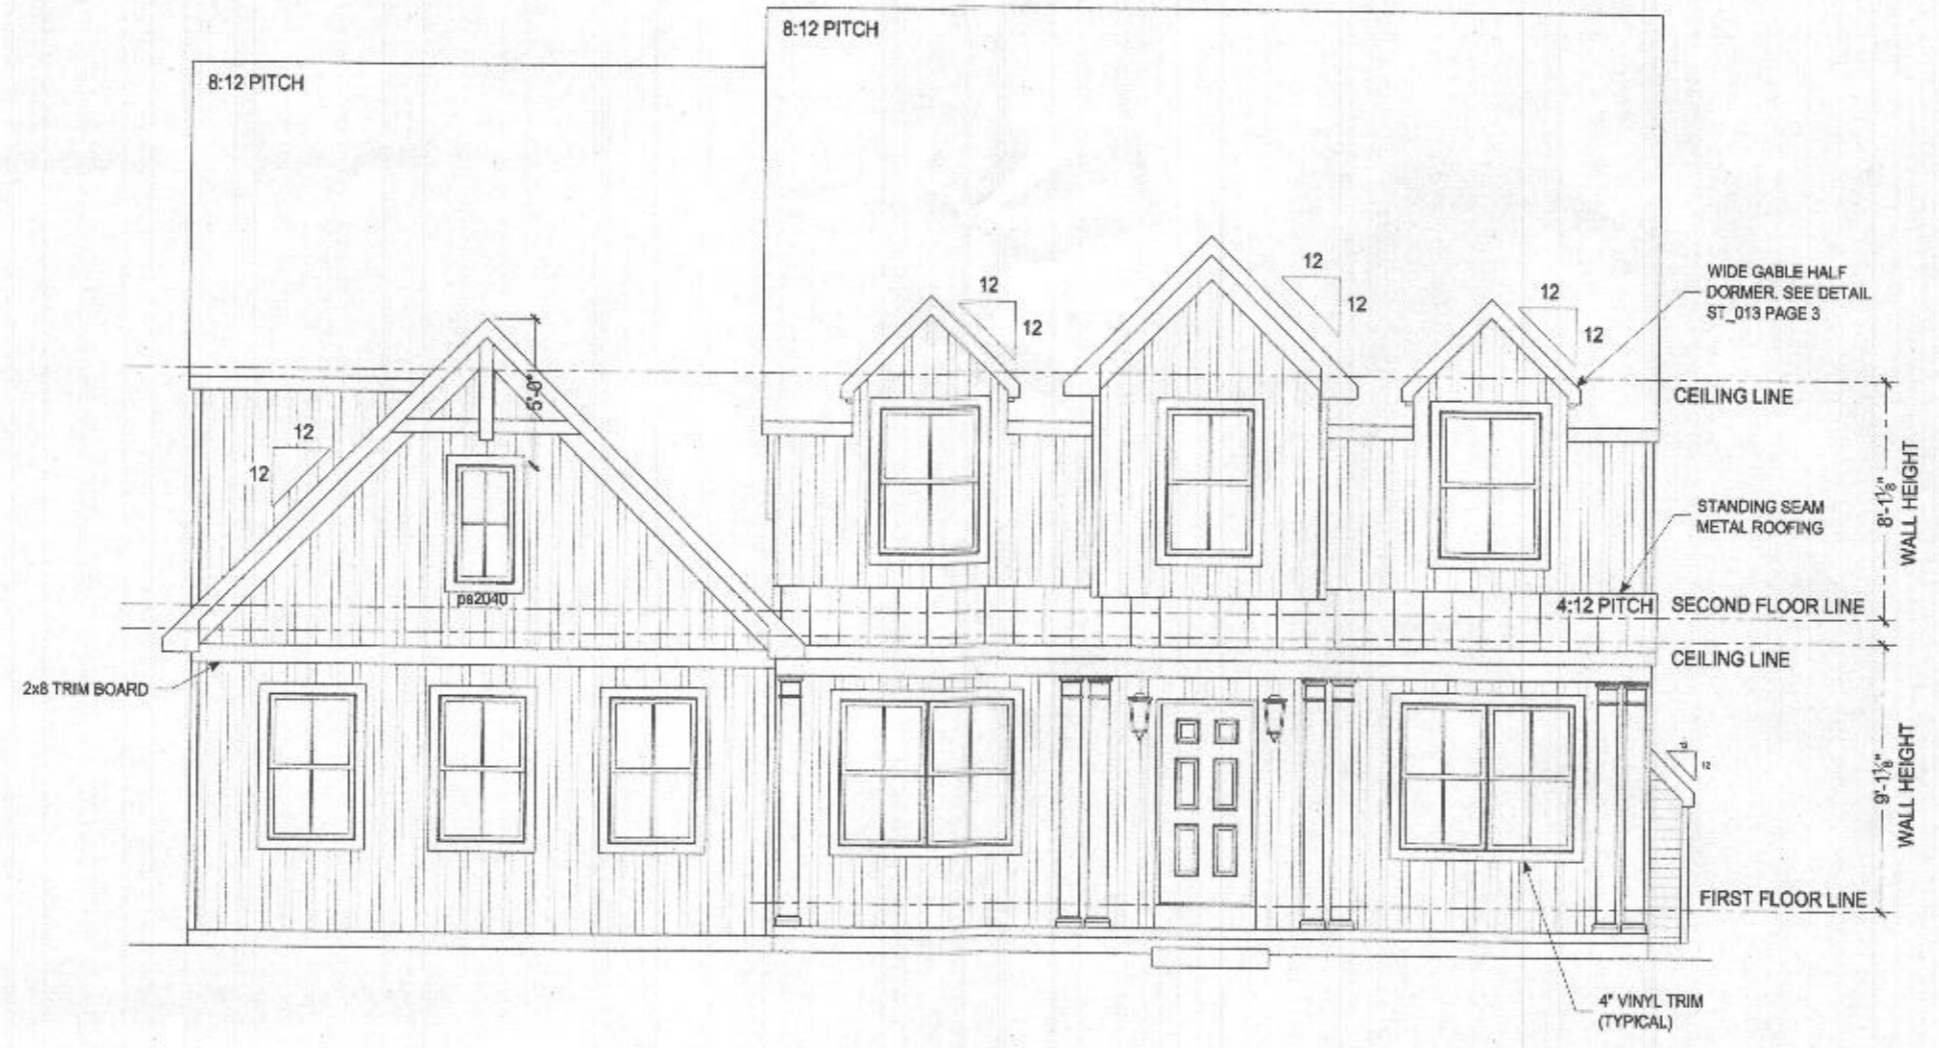 8:12 PITCH
8:12 PITCH
12
12
12
12
12
12
WIDE GABLE HALF
DORMER. SEE DETAIL
ST_013 PAGE 3
5'-0"
CEILING LINE
12
12
8'-1⅛"
WALL HEIGHT
STANDING SEAM
METAL ROOFING
ps2040
4:12 PITCH
SECOND FLOOR LINE
CEILING LINE
2x8 TRIM BOARD
12
9'-1⅛"
WALL HEIGHT
FIRST FLOOR LINE
4" VINYL TRIM
(TYPICAL)